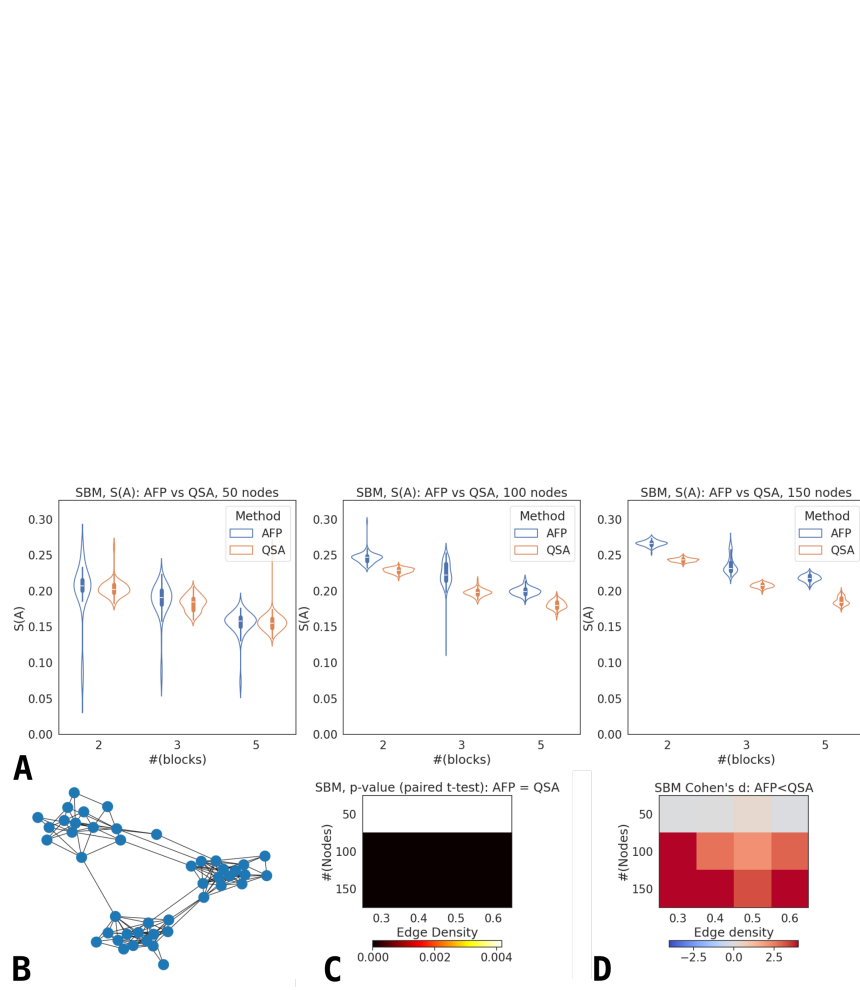 SBM, S(A): AFP vs QSA, 50 nodes
Method
AFP
QSA
0.30
0.25
0.20
0.15
0.10
0.05
0.00
S(A)
2 3 5
#(blocks)
SBM, S(A): AFP vs QSA, 100 nodes
Method
AFP
QSA
0.30
0.25
0.20
0.15
0.10
0.05
0.00
S(A)
2 3 5
#(blocks)
SBM, S(A): AFP vs QSA, 150 nodes
Method
AFP
QSA
0.30
0.25
0.20
0.15
0.10
0.05
0.00
S(A)
2 3 5
#(blocks)
A
B
SBM, p-value (paired t-test): AFP = QSA
50
100
150
#(Nodes)
0.3 0.4 0.5 0.6
Edge Density
0.000 0.002 0.004
C
SBM Cohen's d: AFP<QSA
50
100
150
#(Nodes)
0.3 0.4 0.5 0.6
Edge density
−2.5 0.0 2.5
D